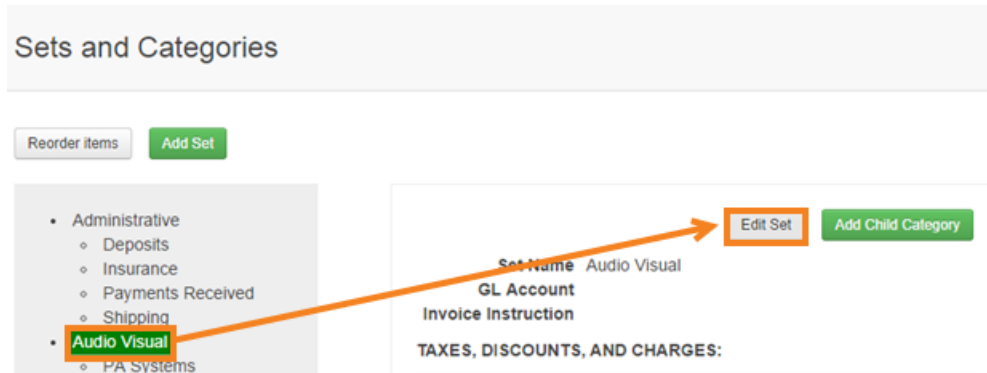 Sets and Categories
Reorder items
Add Set
Administrative
Deposits
Insurance
Payments Received
Shipping
Audio Visual
PA Systems
Edit Set
Add Child Category
Set Name Audio Visual
GL Account
Invoice Instruction
TAXES, DISCOUNTS, AND CHARGES: